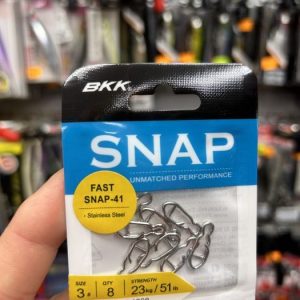 BKK
SNAP
UNMATCHED PERFORMANCE
FAST
SNAP-41
- Stainless Steel
SIZE QTY STRENGTH
3# 8 23kg/51lb